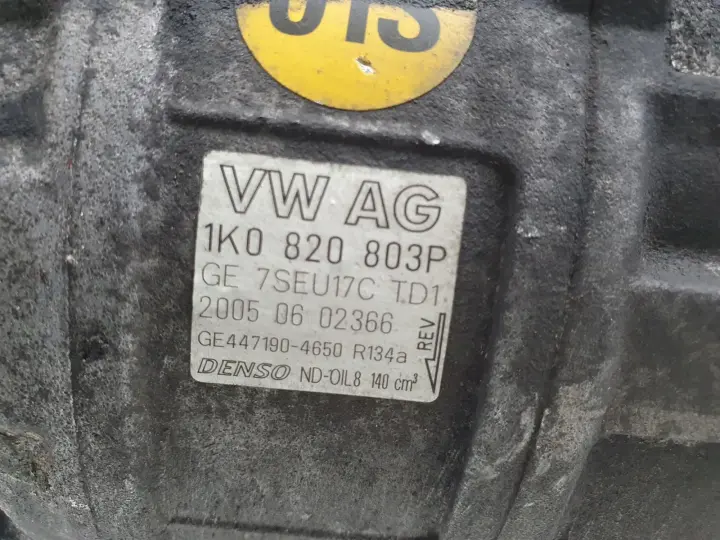 VW AG
1K0 820 803P
GE 7SEU17C TD1
2005 06 02366
GE447190-4650 R134a
REV
DENSO ND-OIL8 140 cm³